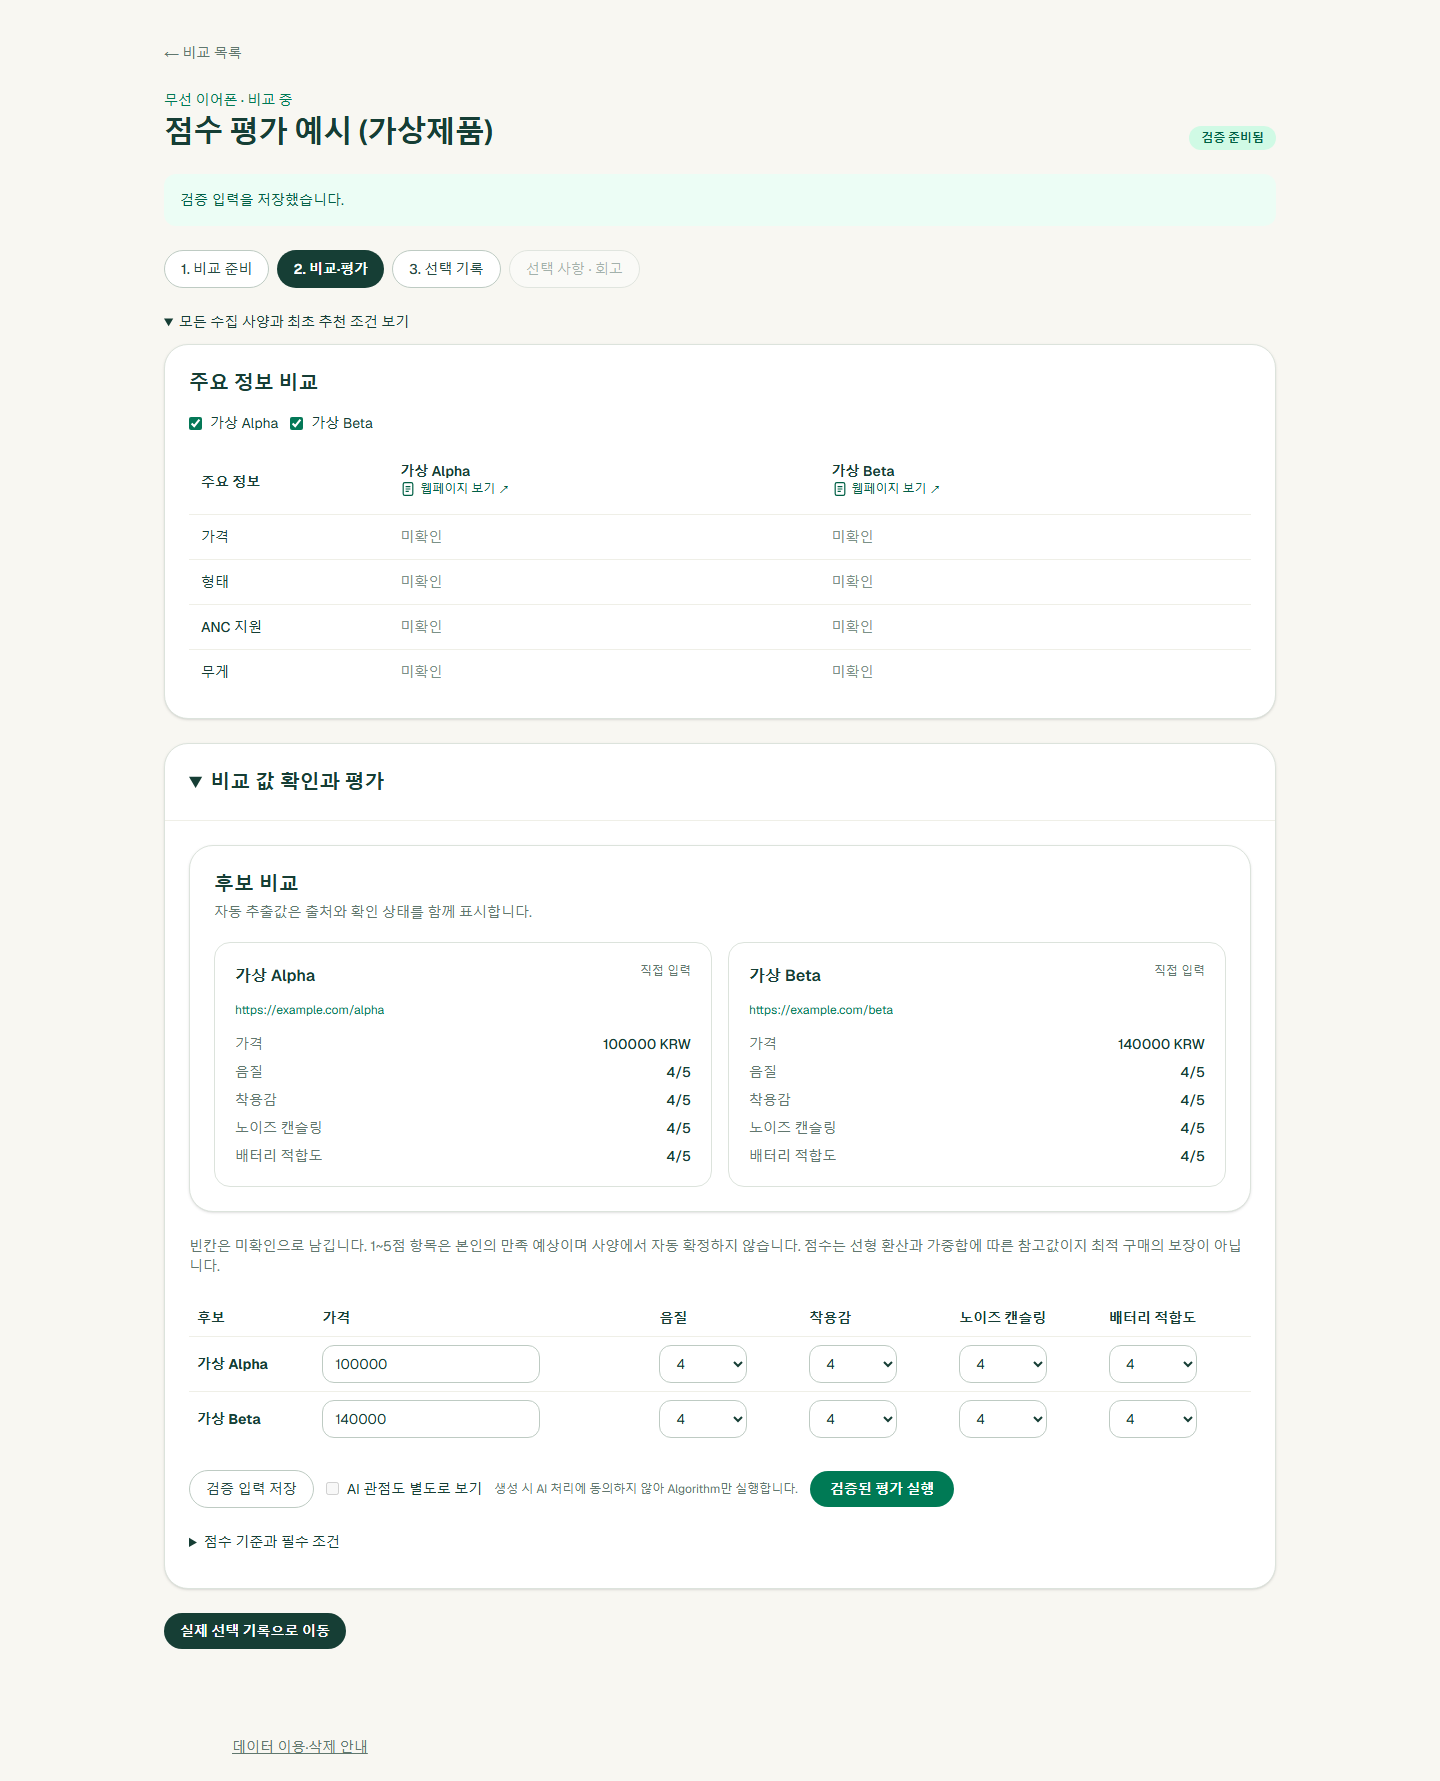 ← 비교 목록
무선 이어폰 · 비교 중
점수 평가 예시 (가상제품)
검증 준비됨
검증 입력을 저장했습니다.
1. 비교 준비
2. 비교·평가
3. 선택 기록
선택 사항 · 회고
▼ 모든 수집 사양과 최초 추천 조건 보기
주요 정보 비교
가상 Alpha
가상 Beta
주요 정보
가상 Alpha
웹페이지 보기 ↗
가상 Beta
웹페이지 보기 ↗
가격 미확인 미확인
형태 미확인 미확인
ANC 지원 미확인 미확인
무게 미확인 미확인
▼ 비교 값 확인과 평가
후보 비교
자동 추출값은 출처와 확인 상태를 함께 표시합니다.
가상 Alpha 직접 입력
https://example.com/alpha
가격 100000 KRW
음질 4/5
착용감 4/5
노이즈 캔슬링 4/5
배터리 적합도 4/5
가상 Beta 직접 입력
https://example.com/beta
가격 140000 KRW
음질 4/5
착용감 4/5
노이즈 캔슬링 4/5
배터리 적합도 4/5
빈칸은 미확인으로 남깁니다. 1~5점 항목은 본인의 만족 예상이며 사양에서 자동 확정하지 않습니다. 점수는 선형 환산과 가중합에 따른 참고값이지 최적 구매의 보장이 아닙
니다.
후보 가격 음질 착용감 노이즈 캔슬링 배터리 적합도
가상 Alpha 100000 4 4 4 4
가상 Beta 140000 4 4 4 4
검증 입력 저장
AI 관점도 별도로 보기
생성 시 AI 처리에 동의하지 않아 Algorithm만 실행합니다.
검증된 평가 실행
▶ 점수 기준과 필수 조건
실제 선택 기록으로 이동
데이터 이용·삭제 안내